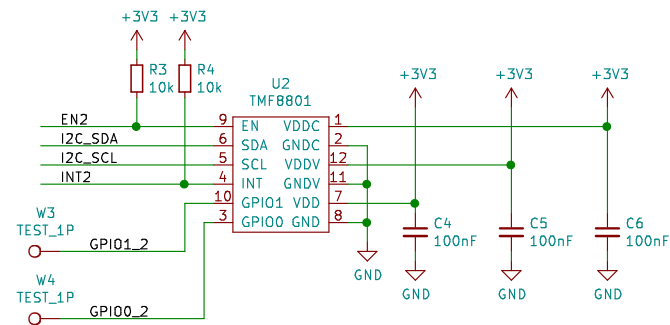 +3V3 +3V3
R3 10k
R4 10k
+3V3
+3V3
+3V3
U2
TMF8801
EN2 9 EN VDDC 1
I2C_SDA 6 SDA GNDC 2
I2C_SCL 5 SCL VDDV 12
INT2 4 INT GNDV 11
10 GPIO1 VDD 7
3 GPIO0 GND 8
W3
TEST_1P
GPIO1_2
W4
TEST_1P
GPIO0_2
C4
100nF
C5
100nF
C6
100nF
GND
GND
GND
GND